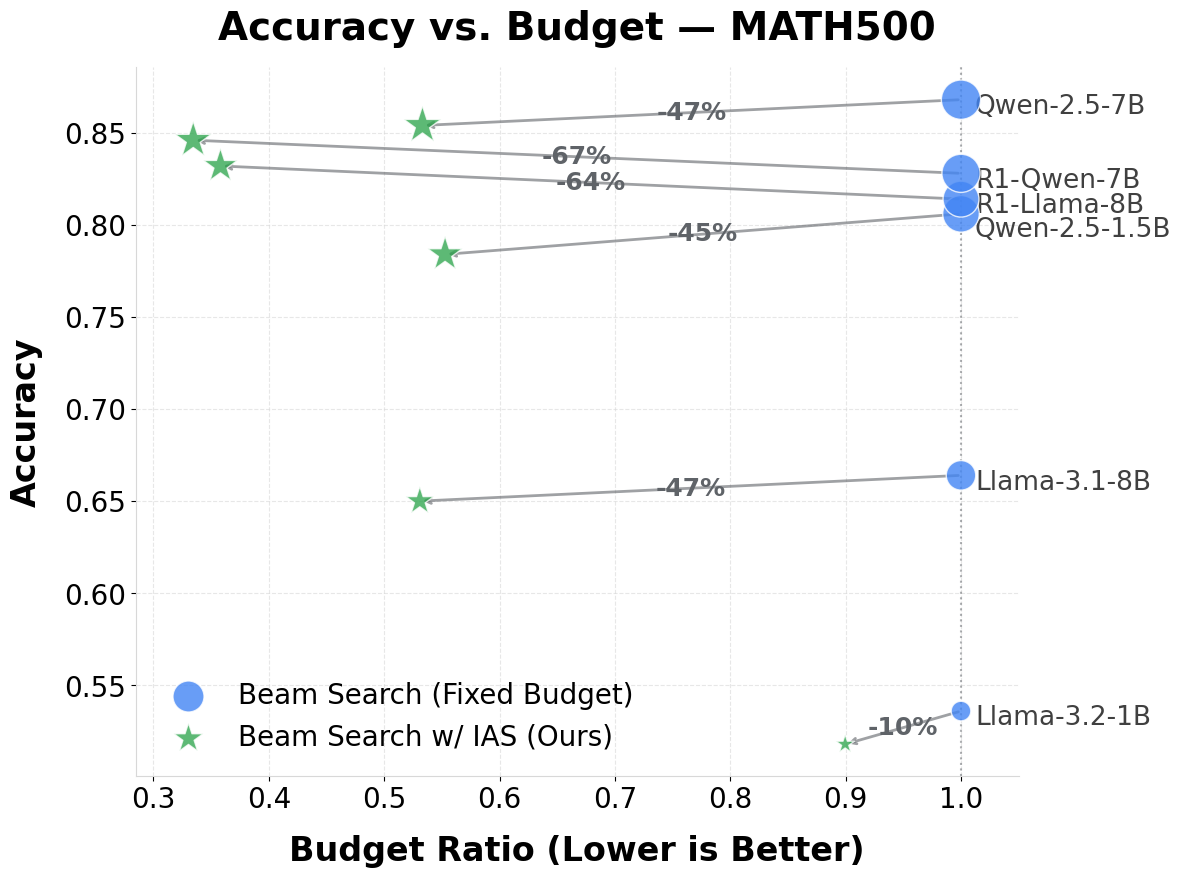 Accuracy vs. Budget — MATH500
Accuracy
0.85
0.80
0.75
0.70
0.65
0.60
0.55
-47%
Qwen-2.5-7B
-67%
R1-Qwen-7B
-64%
R1-Llama-8B
-45%
Qwen-2.5-1.5B
-47%
Llama-3.1-8B
-10%
Llama-3.2-1B
Beam Search (Fixed Budget)
Beam Search w/ IAS (Ours)
0.3 0.4 0.5 0.6 0.7 0.8 0.9 1.0
Budget Ratio (Lower is Better)